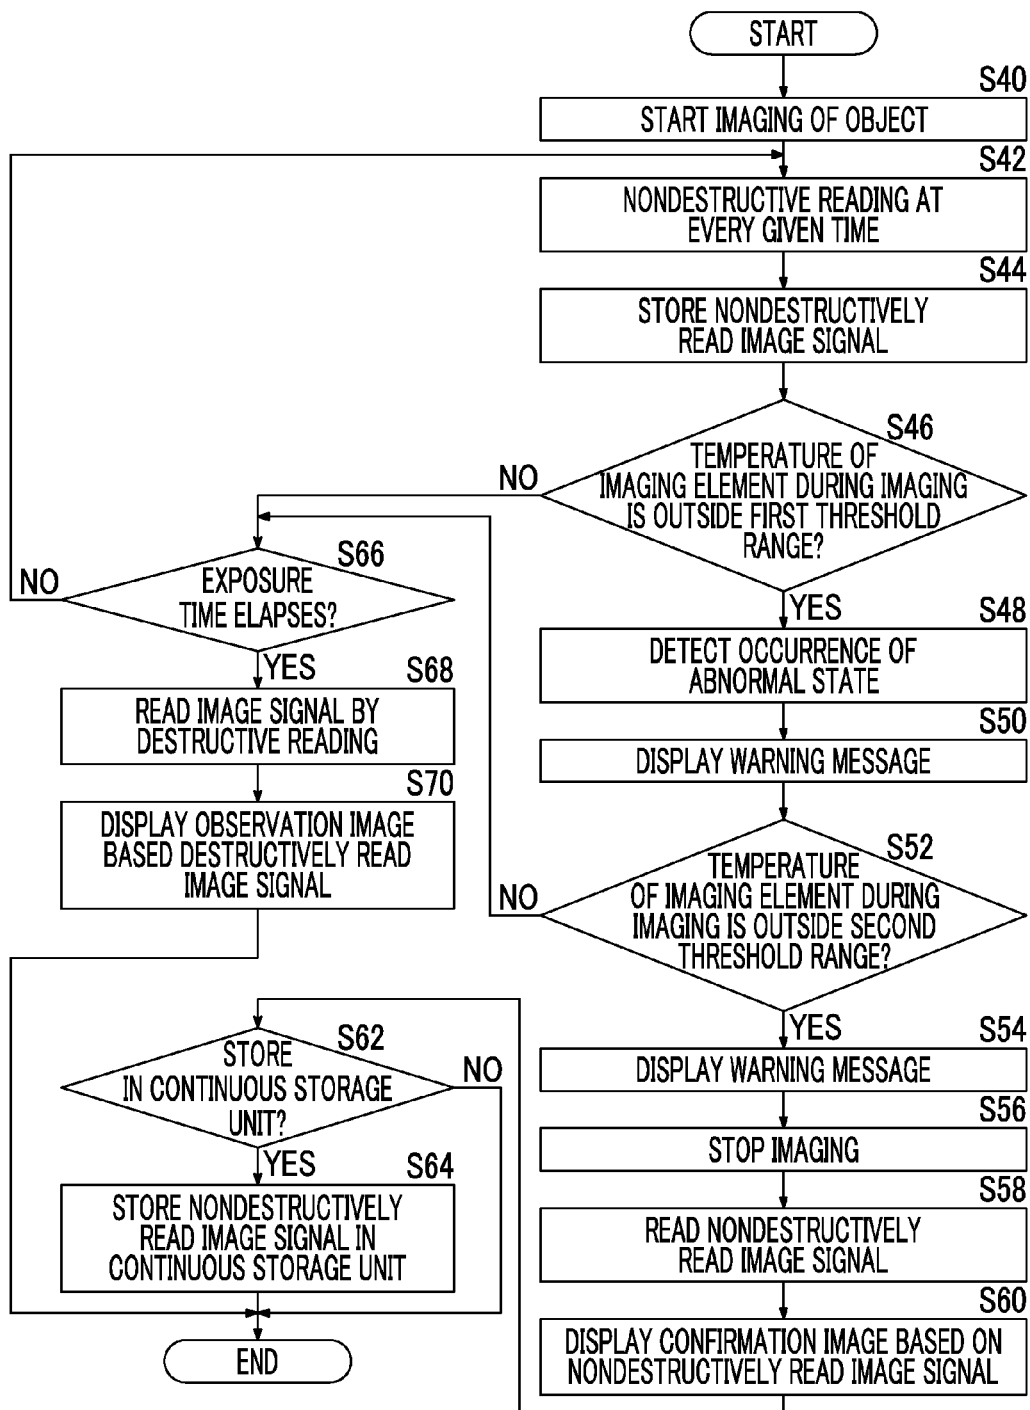 START
S40
START IMAGING OF OBJECT
S42
NONDESTRUCTIVE READING AT
EVERY GIVEN TIME
S44
STORE NONDESTRUCTIVELY
READ IMAGE SIGNAL
S46
TEMPERATURE OF
IMAGING ELEMENT DURING IMAGING
IS OUTSIDE FIRST THRESHOLD
RANGE?
NO
YES
S48
DETECT OCCURRENCE OF
ABNORMAL STATE
S50
DISPLAY WARNING MESSAGE
S52
TEMPERATURE
OF IMAGING ELEMENT DURING
IMAGING IS OUTSIDE SECOND
THRESHOLD RANGE?
NO
YES
S54
DISPLAY WARNING MESSAGE
S56
STOP IMAGING
S58
READ NONDESTRUCTIVELY
READ IMAGE SIGNAL
S60
DISPLAY CONFIRMATION IMAGE BASED ON
NONDESTRUCTIVELY READ IMAGE SIGNAL
S66
EXPOSURE
TIME ELAPSES?
NO
YES
S68
READ IMAGE SIGNAL BY
DESTRUCTIVE READING
S70
DISPLAY OBSERVATION IMAGE
BASED DESTRUCTIVELY READ
IMAGE SIGNAL
S62
STORE
IN CONTINUOUS STORAGE
UNIT?
NO
YES
S64
STORE NONDESTRUCTIVELY
READ IMAGE SIGNAL IN
CONTINUOUS STORAGE UNIT
END